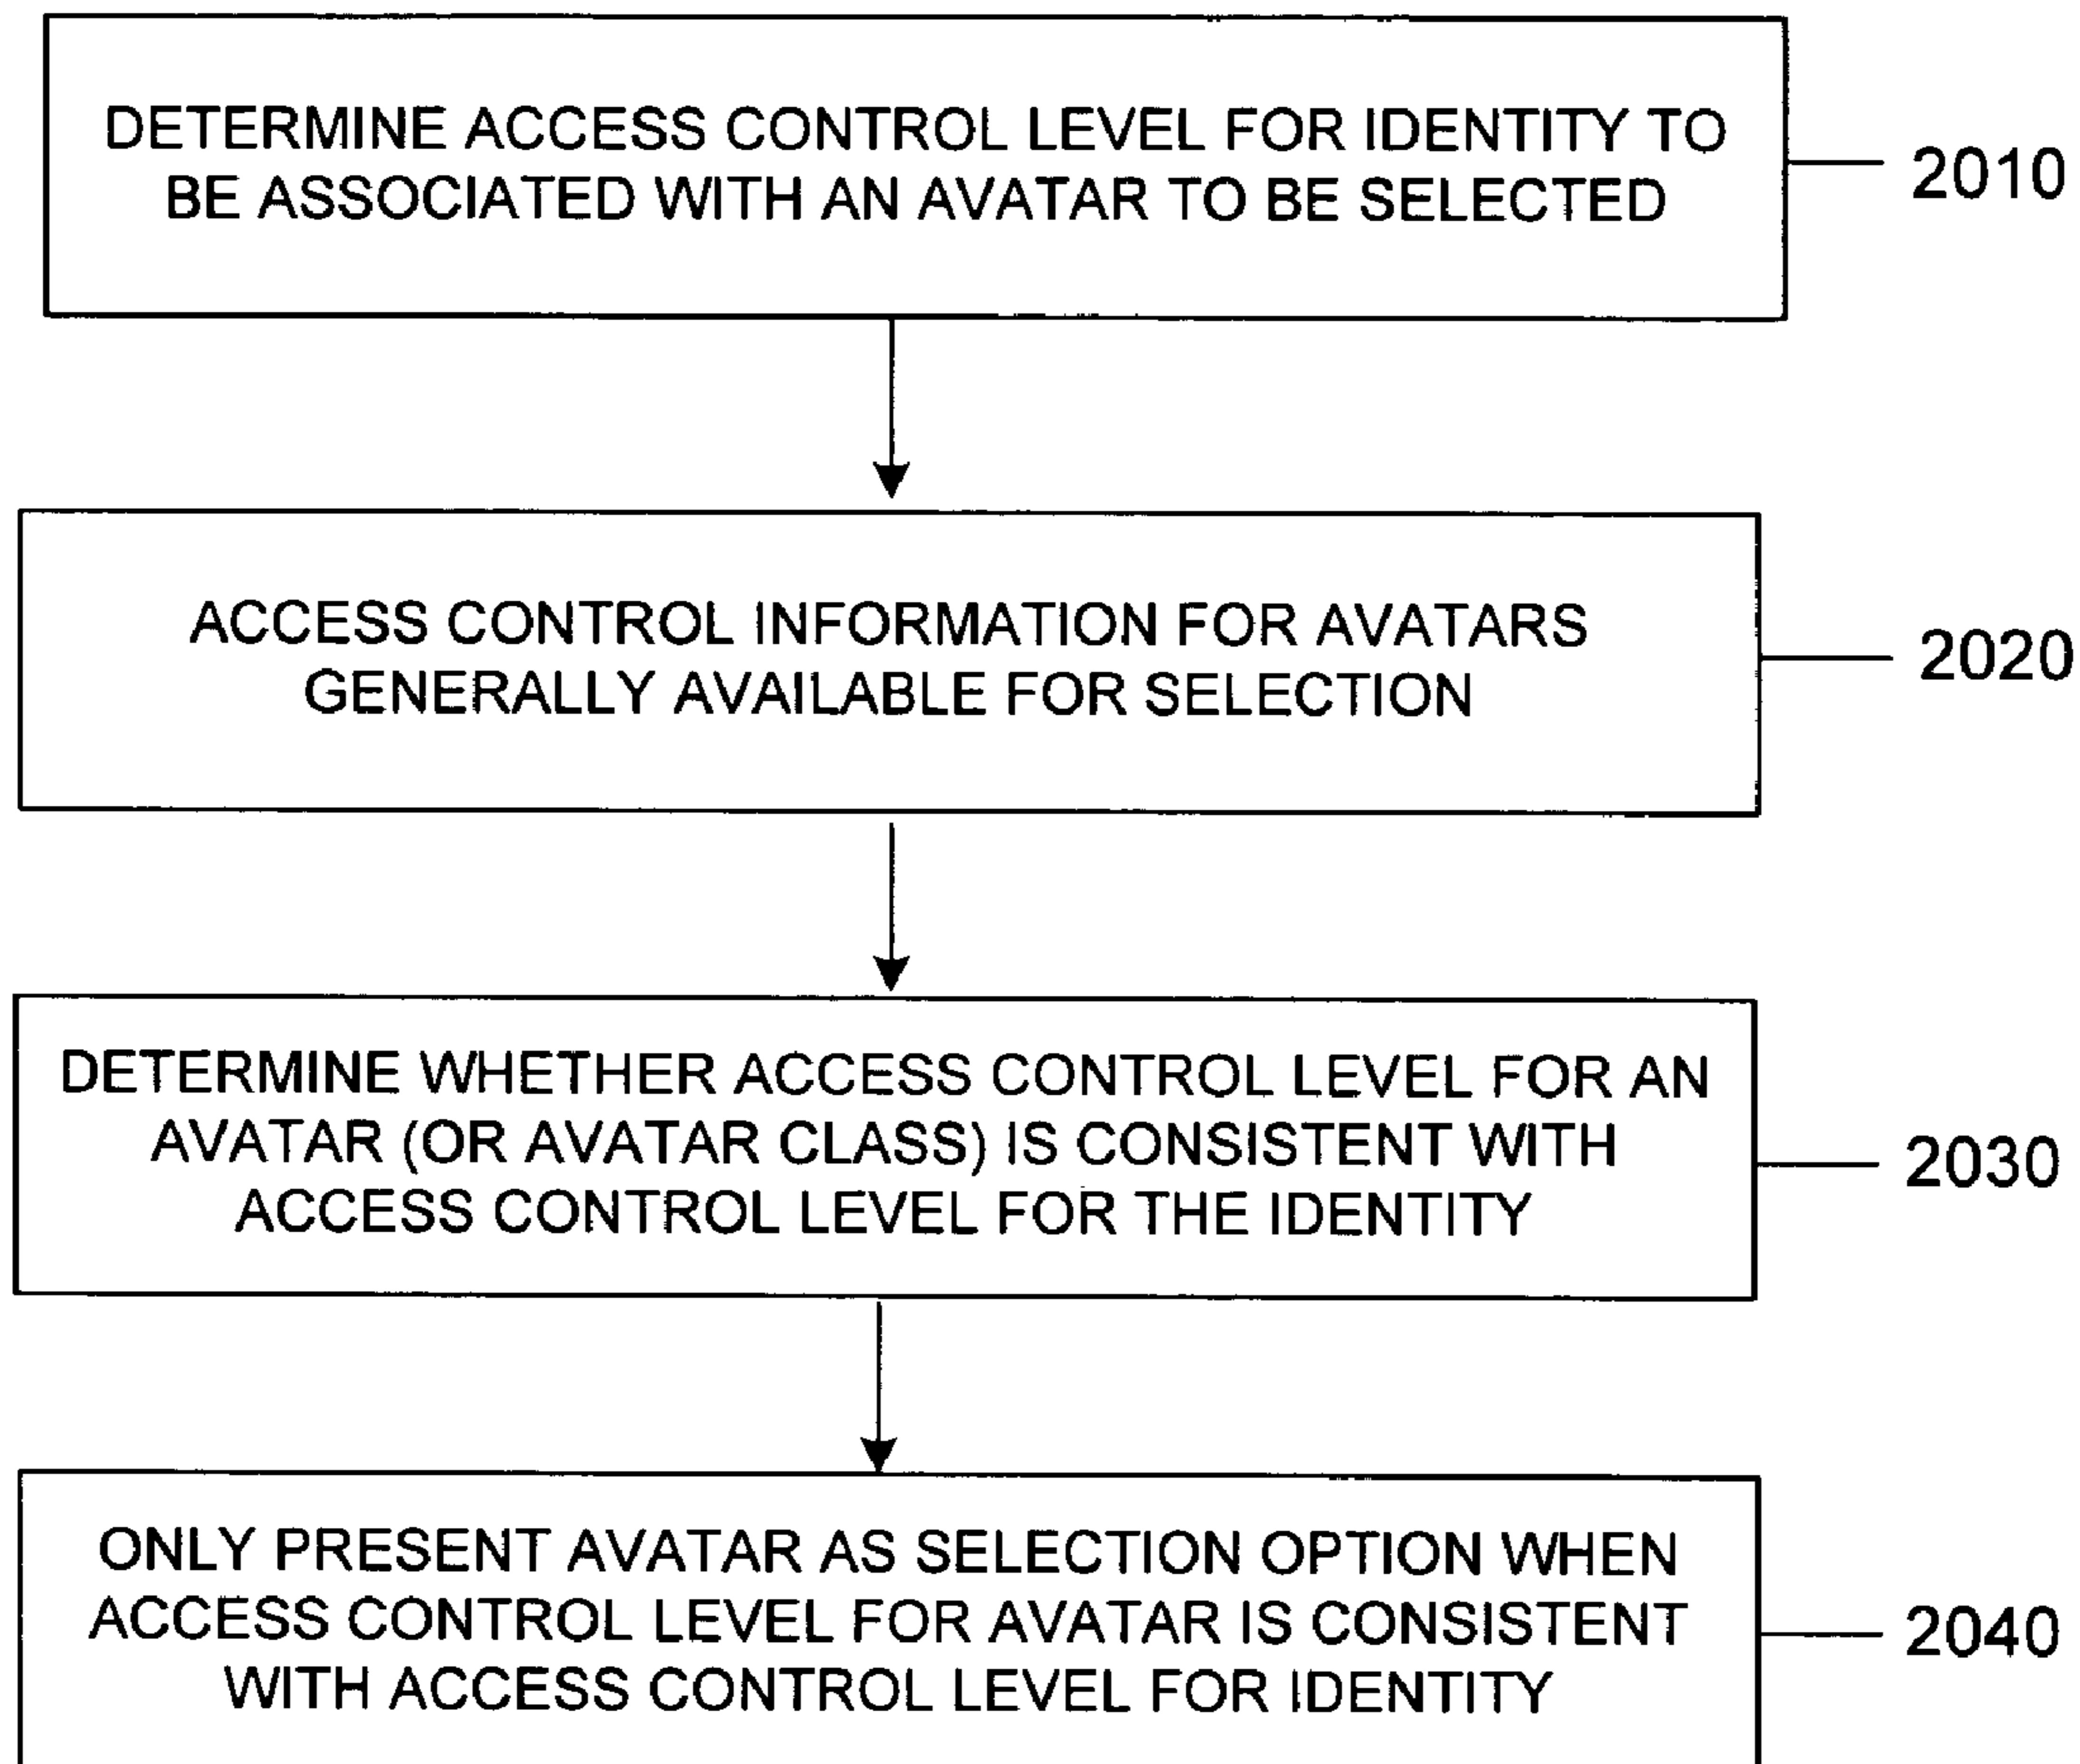 DETERMINE ACCESS CONTROL LEVEL FOR IDENTITY TO
BE ASSOCIATED WITH AN AVATAR TO BE SELECTED
2010
ACCESS CONTROL INFORMATION FOR AVATARS
GENERALLY AVAILABLE FOR SELECTION
2020
DETERMINE WHETHER ACCESS CONTROL LEVEL FOR AN
AVATAR (OR AVATAR CLASS) IS CONSISTENT WITH
ACCESS CONTROL LEVEL FOR THE IDENTITY
2030
ONLY PRESENT AVATAR AS SELECTION OPTION WHEN
ACCESS CONTROL LEVEL FOR AVATAR IS CONSISTENT
WITH ACCESS CONTROL LEVEL FOR IDENTITY
2040